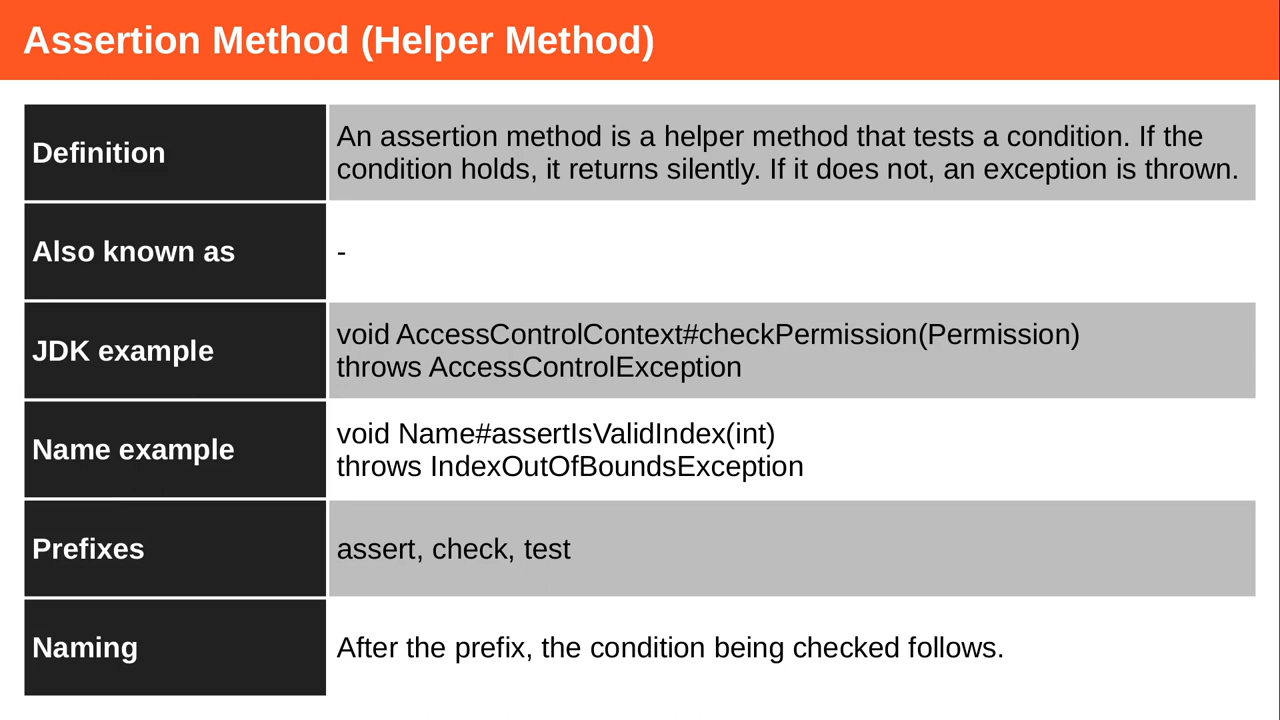 Assertion Method (Helper Method)
Definition
An assertion method is a helper method that tests a condition. If the
condition holds, it returns silently. If it does not, an exception is thrown.
Also known as
-
JDK example
void AccessControlContext#checkPermission(Permission)
throws AccessControlException
Name example
void Name#assertIsValidIndex(int)
throws IndexOutOfBoundsException
Prefixes
assert, check, test
Naming
After the prefix, the condition being checked follows.